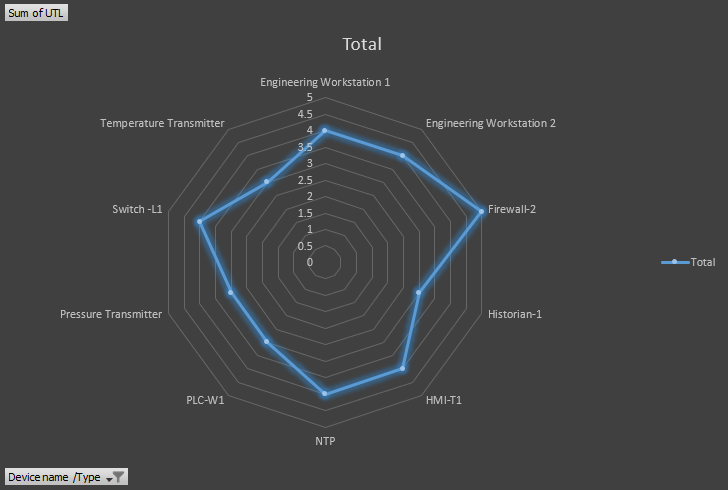 Sum of UTL
Total
Engineering Workstation 1
Engineering Workstation 2
Firewall-2
Historian-1
HMI-T1
NTP
PLC-W1
Pressure Transmitter
Switch -L1
Temperature Transmitter
5
4.5
4
3.5
3
2.5
2
1.5
1
0.5
0
Total
Device name /Type